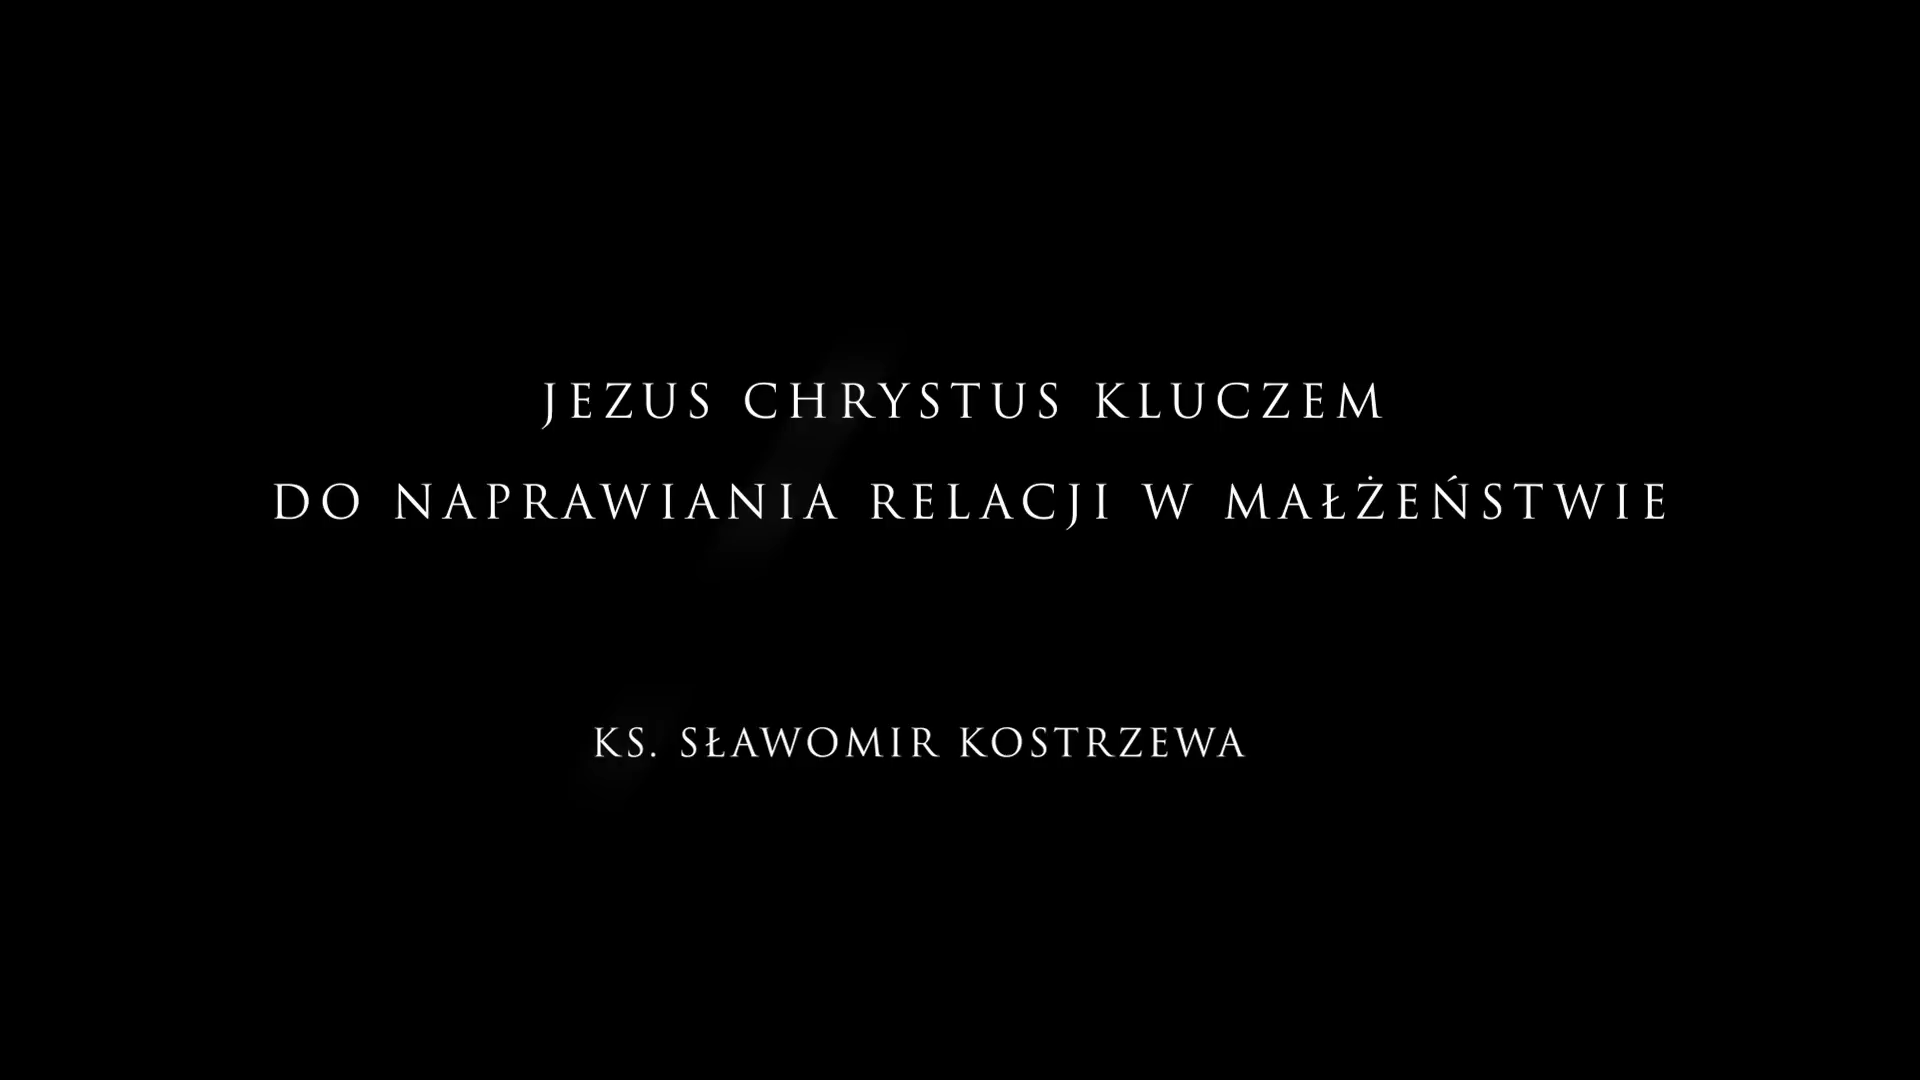 JEZUS CHRYSTUS KLUCZEM
DO NAPRAWIANIA RELACJI W MAŁŻEŃSTWIE
KS. SŁAWOMIR KOSTRZEWA